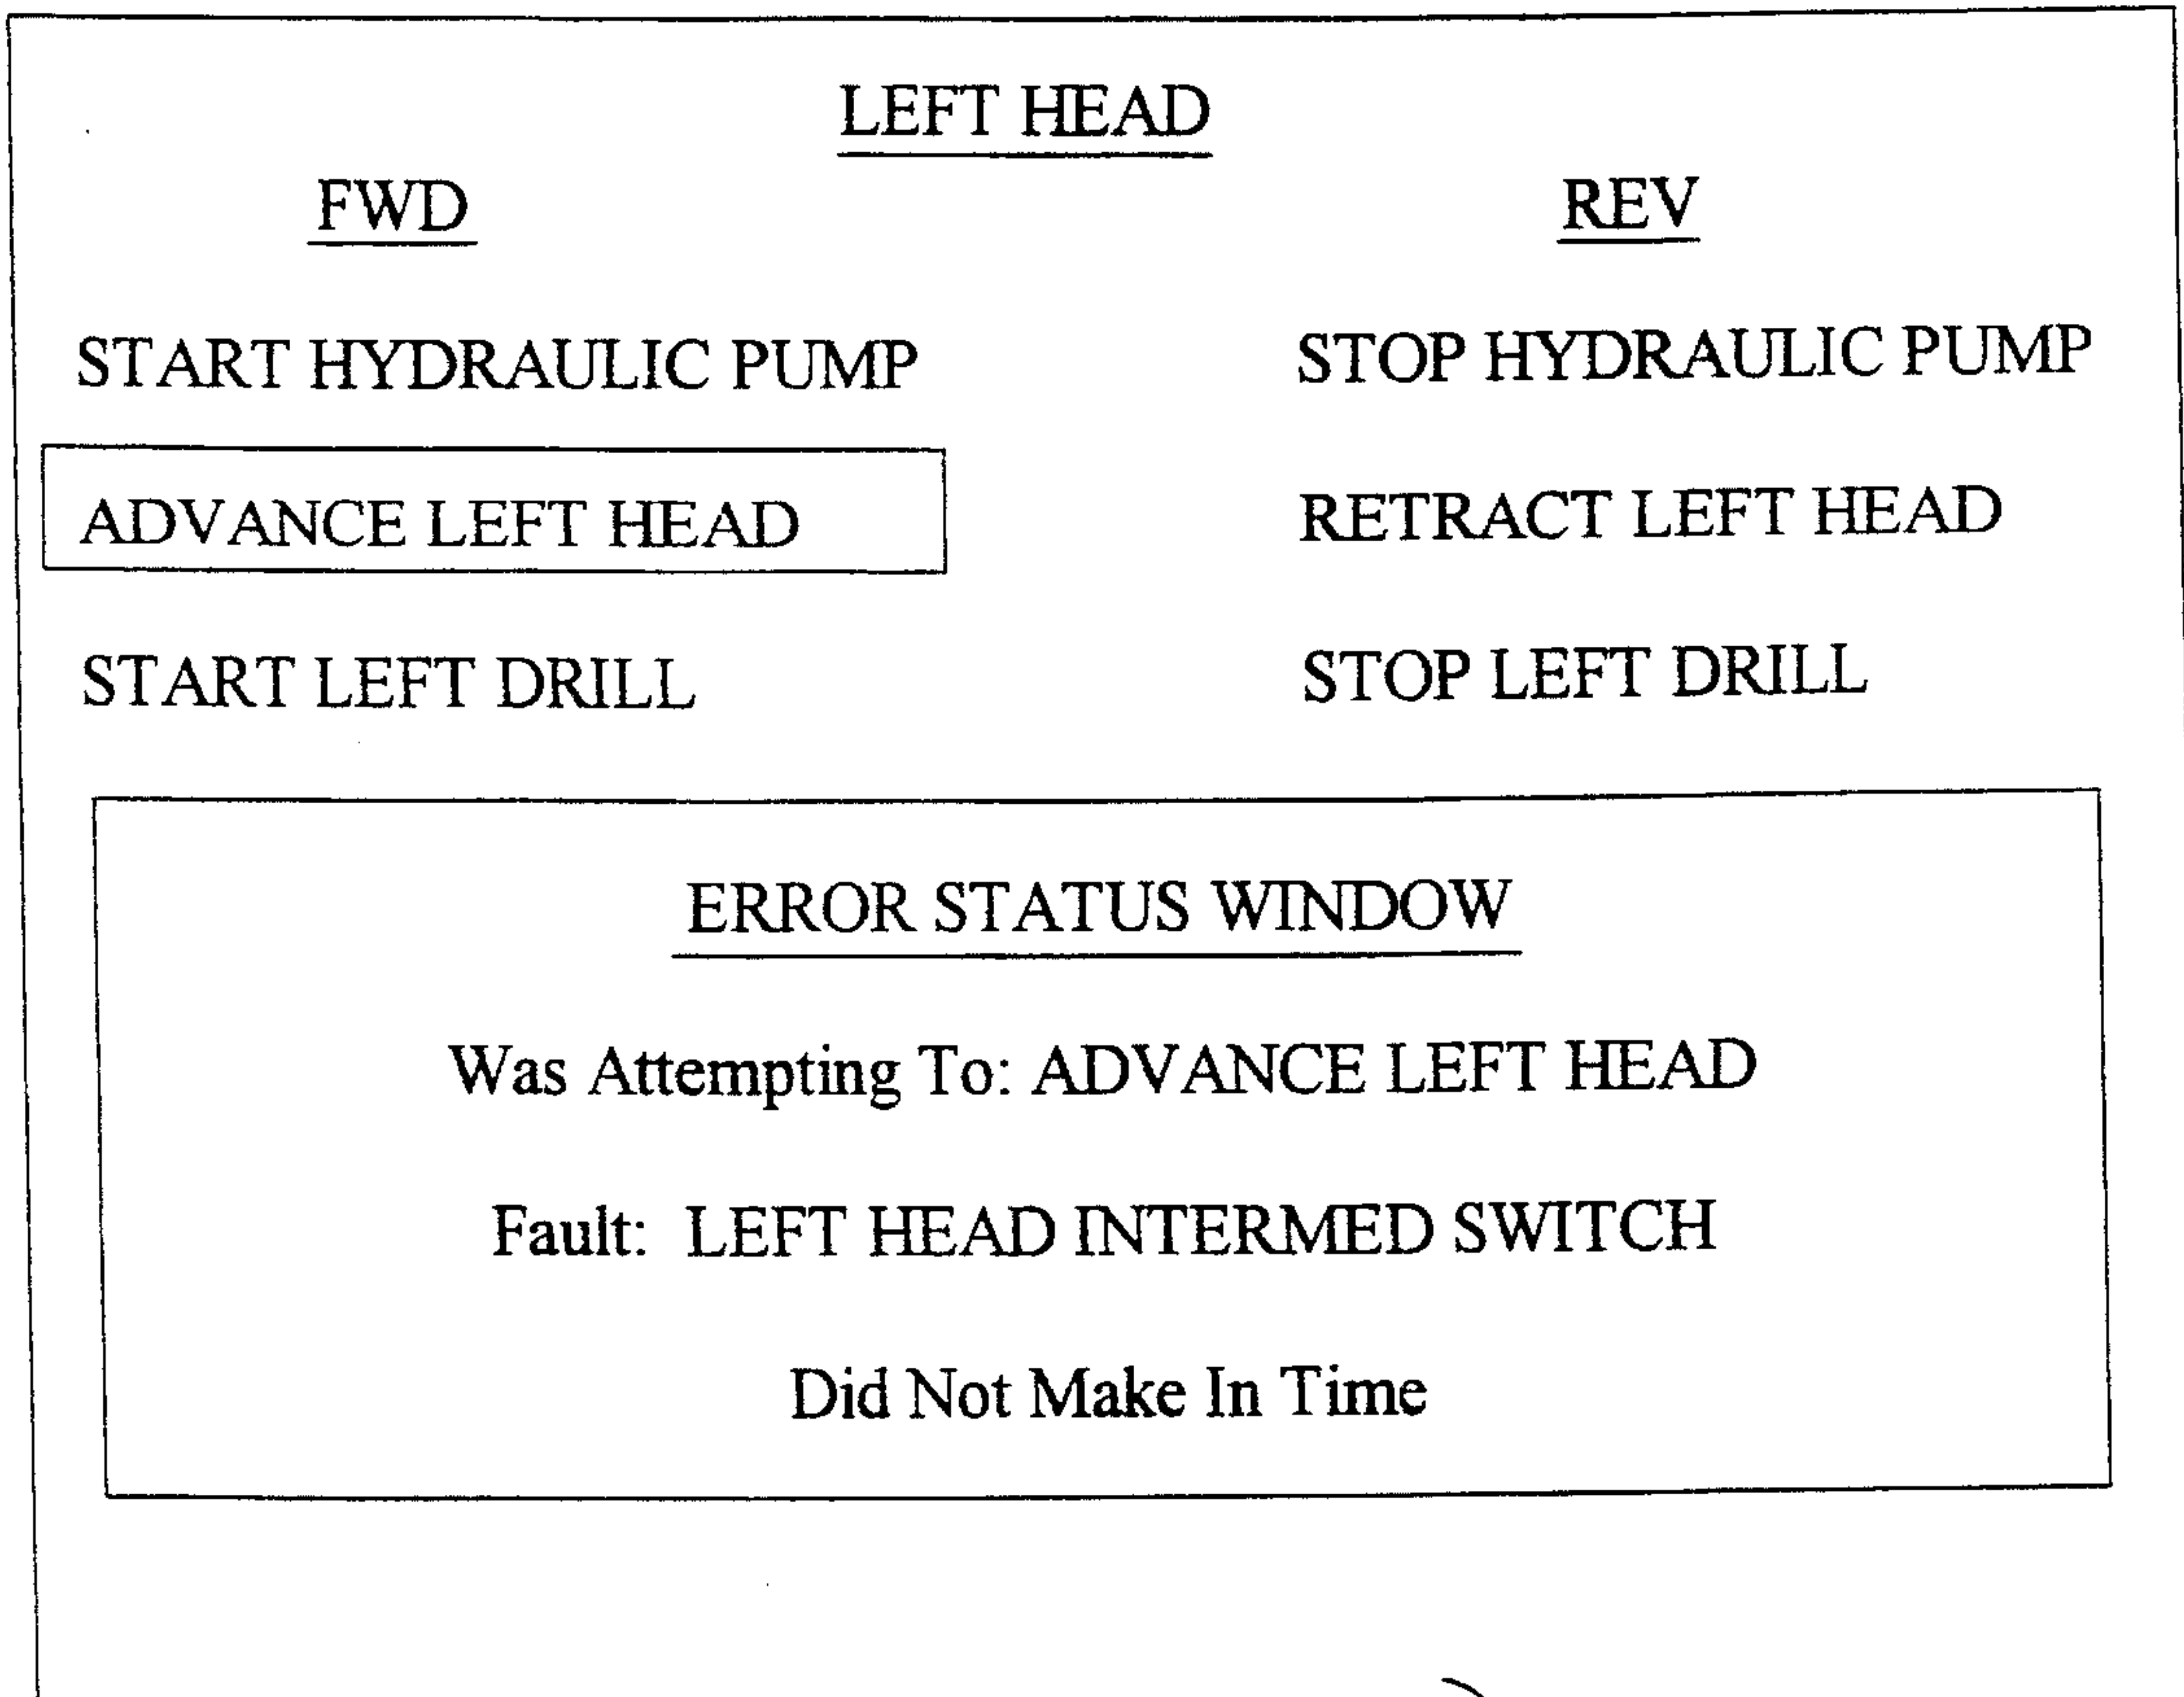 LEFT HEAD
FWD REV
START HYDRAULIC PUMP STOP HYDRAULIC PUMP
ADVANCE LEFT HEAD RETRACT LEFT HEAD
START LEFT DRILL STOP LEFT DRILL
ERROR STATUS WINDOW
Was Attempting To: ADVANCE LEFT HEAD
Fault: LEFT HEAD INTERMED SWITCH
Did Not Make In Time